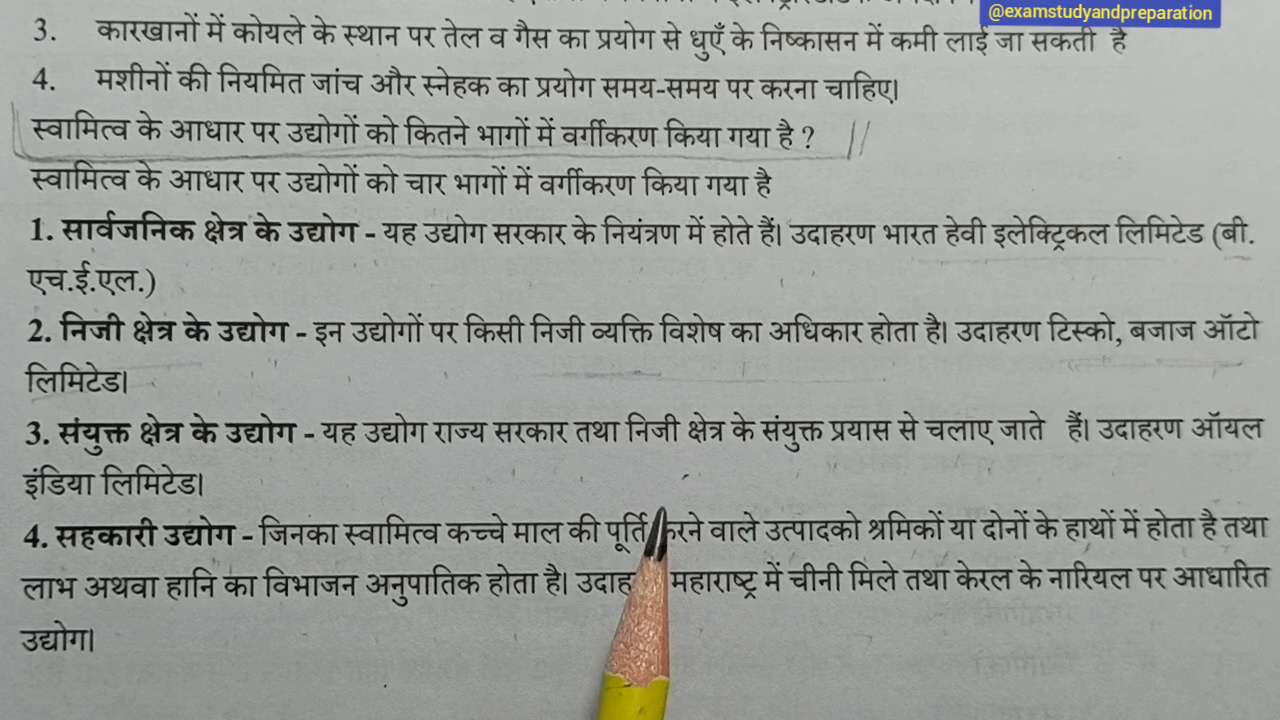 @examstudyandpreparation
3. कारखानों में कोयले के स्थान पर तेल व गैस का प्रयोग से धुएँ के निष्कासन में कमी लाई जा सकती है
4. मशीनों की नियमित जांच और स्नेहक का प्रयोग समय-समय पर करना चाहिए।
स्वामित्व के आधार पर उद्योगों को कितने भागों में वर्गीकरण किया गया है ?
स्वामित्व के आधार पर उद्योगों को चार भागों में वर्गीकरण किया गया है
1. सार्वजनिक क्षेत्र के उद्योग - यह उद्योग सरकार के नियंत्रण में होते हैं। उदाहरण भारत हेवी इलेक्ट्रिकल लिमिटेड (बी.
एच.ई.एल.)
2. निजी क्षेत्र के उद्योग - इन उद्योगों पर किसी निजी व्यक्ति विशेष का अधिकार होता है। उदाहरण टिस्को, बजाज ऑटो
लिमिटेड।
3. संयुक्त क्षेत्र के उद्योग - यह उद्योग राज्य सरकार तथा निजी क्षेत्र के संयुक्त प्रयास से चलाए जाते हैं। उदाहरण ऑयल
इंडिया लिमिटेड।
4. सहकारी उद्योग - जिनका स्वामित्व कच्चे माल की पूर्ति करने वाले उत्पादको श्रमिकों या दोनों के हाथों में होता है तथा
लाभ अथवा हानि का विभाजन अनुपातिक होता है। महाराष्ट्र में चीनी मिले तथा केरल के नारियल पर आधारित
उद्योग।